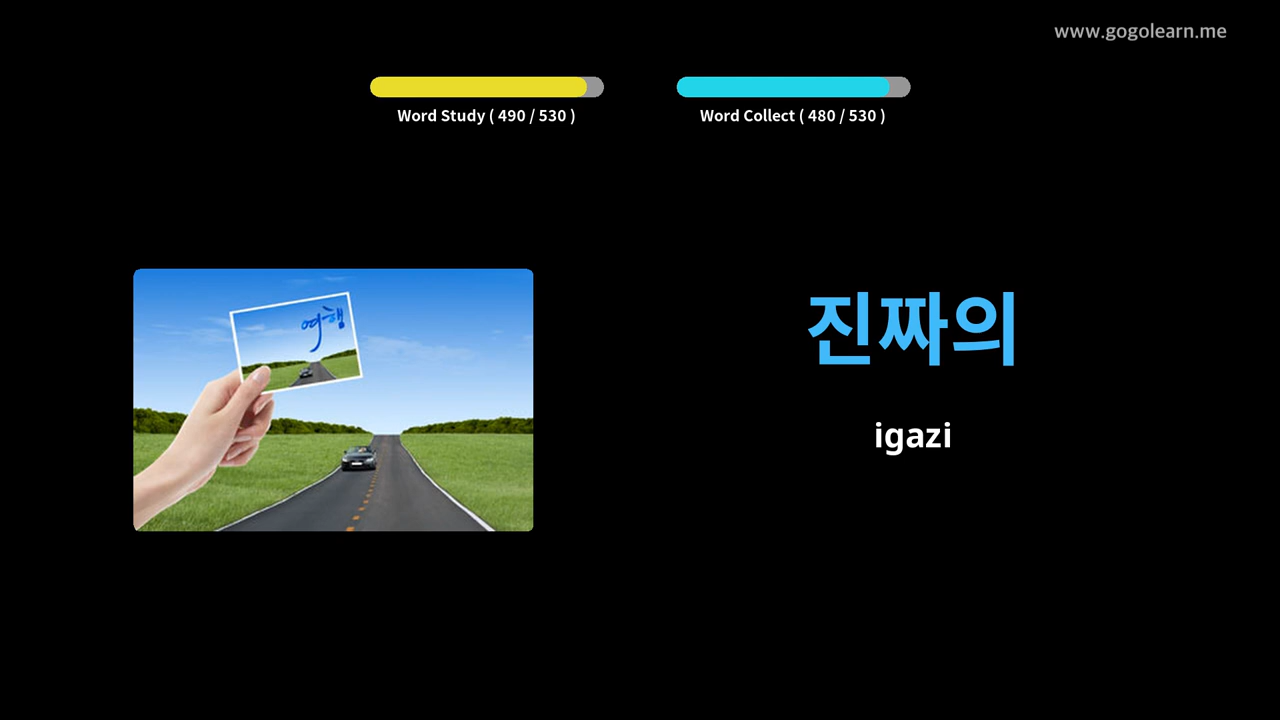 www.gogolearn.me
Word Study ( 490 / 530 )
Word Collect ( 480 / 530 )
여행
진짜의
igazi